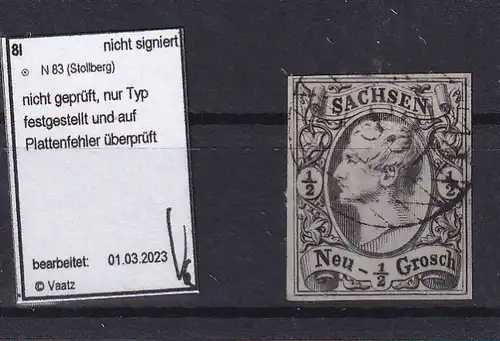 8I nicht signiert
⊙ N 83 (Stollberg)
nicht geprüft, nur Typ
festgestellt und auf
Plattenfehler überprüft
bearbeitet: 01.03.2023
© Vaatz
SACHSEN
½ ½
Neu - ½ Grosch